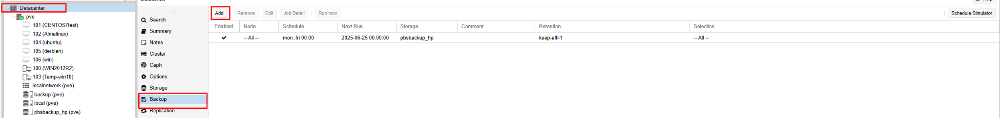 Datacenter
pve
101 (CENTOS7test)
102 (Almalinux)
104 (ubuntu)
105 (derbian)
106 (win)
100 (WIN2012R2)
103 (Temp-win10)
localnetwork (pve)
backup (pve)
local (pve)
pbsbackup_hp (pve)
Search
Summary
Notes
Cluster
Ceph
Options
Storage
Backup
Replication
Add Remove Edit Job Detail Run now Schedule Simulator
Enabled Node Schedule Next Run Storage Comment Retention Selection
-- All -- mon..fri 00:00 2025-06-25 00:00:00 pbsbackup_hp keep-all=1 -- All --